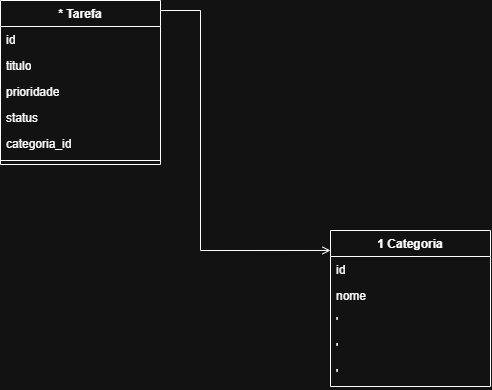 * Tarefa
id
titulo
prioridade
status
categoria_id
1 Categoria
id
nome
'
'
'